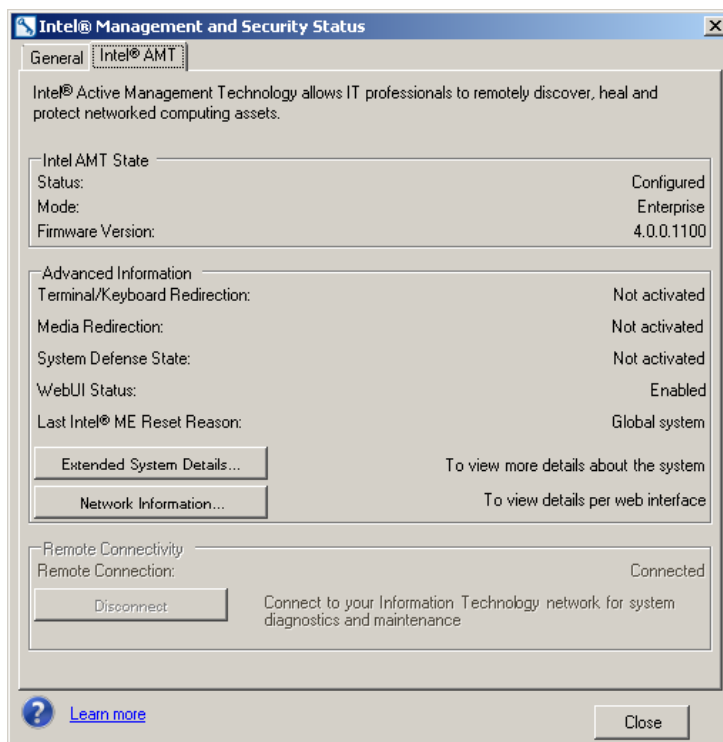 Intel® Management and Security Status
General Intel® AMT
Intel® Active Management Technology allows IT professionals to remotely discover, heal and
protect networked computing assets.
Intel AMT State
Status: Configured
Mode: Enterprise
Firmware Version: 4.0.0.1100
Advanced Information
Terminal/Keyboard Redirection: Not activated
Media Redirection: Not activated
System Defense State: Not activated
WebUI Status: Enabled
Last Intel® ME Reset Reason: Global system
Extended System Details... To view more details about the system
Network Information... To view details per web interface
Remote Connectivity
Remote Connection: Connected
Disconnect Connect to your Information Technology network for system
diagnostics and maintenance
Learn more
Close